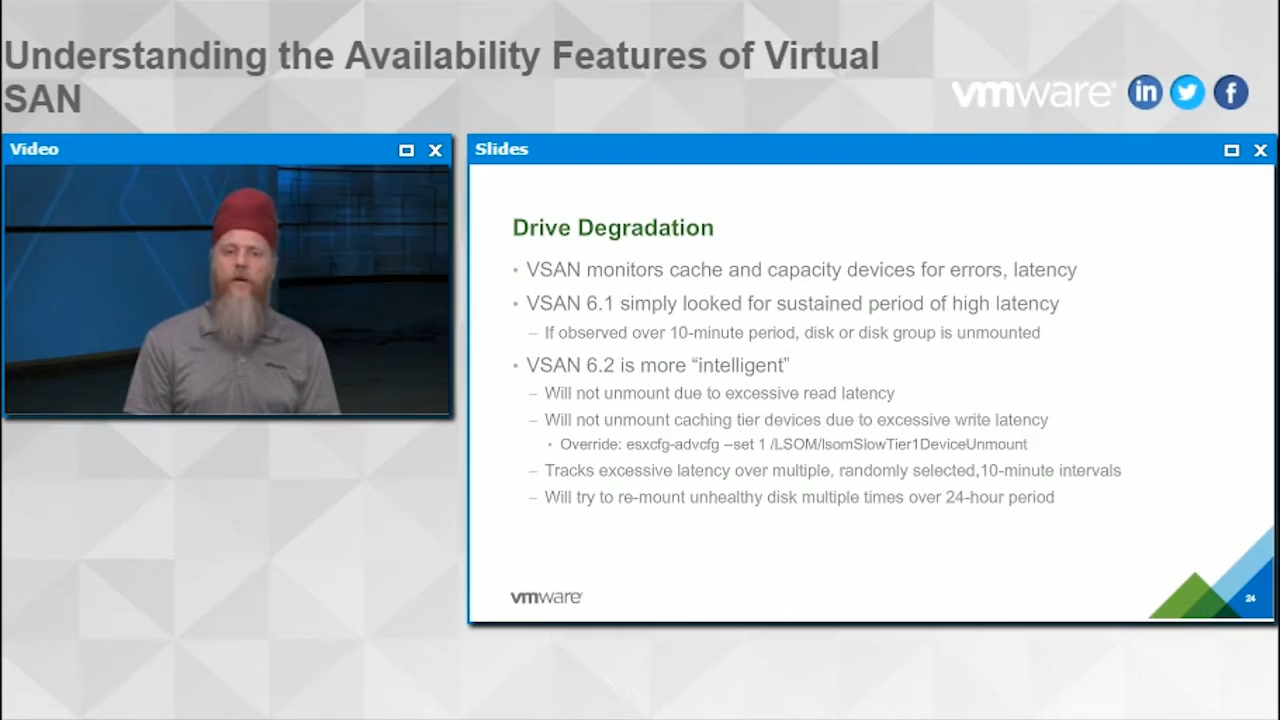 Understanding the Availability Features of Virtual
SAN
vmware
in
f
Video
Slides
Drive Degradation
• VSAN monitors cache and capacity devices for errors, latency
• VSAN 6.1 simply looked for sustained period of high latency
– If observed over 10-minute period, disk or disk group is unmounted
• VSAN 6.2 is more “intelligent”
– Will not unmount due to excessive read latency
– Will not unmount caching tier devices due to excessive write latency
• Override: esxcfg-advcfg --set 1 /LSOM/lsomSlowTier1DeviceUnmount
– Tracks excessive latency over multiple, randomly selected,10-minute intervals
– Will try to re-mount unhealthy disk multiple times over 24-hour period
vmware
24